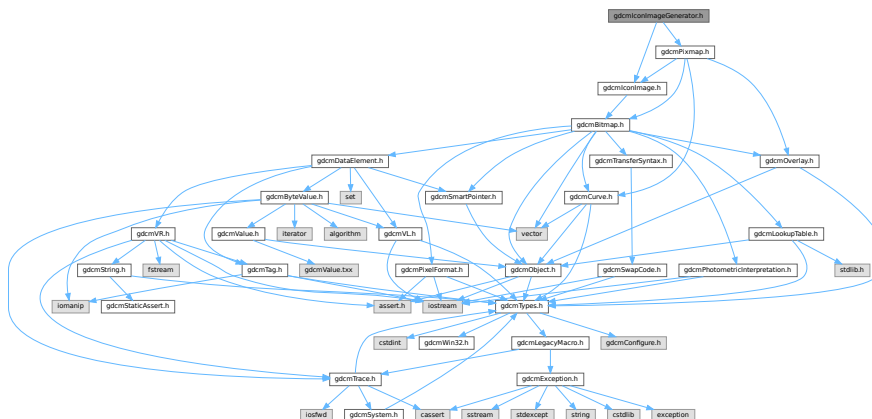 gdcmIconImageGenerator.h
gdcmPixmap.h
gdcmIconImage.h
gdcmBitmap.h
gdcmDataElement.h
gdcmTransferSyntax.h
gdcmOverlay.h
gdcmByteValue.h
set
gdcmSmartPointer.h
gdcmCurve.h
gdcmVR.h
gdcmValue.h
iterator
algorithm
gdcmVL.h
vector
gdcmLookupTable.h
gdcmString.h
fstream
gdcmTag.h
gdcmValue.txx
gdcmPixelFormat.h
gdcmObject.h
gdcmSwapCode.h
gdcmPhotometricInterpretation.h
stdlib.h
iomanip
gdcmStaticAssert.h
assert.h
iostream
gdcmTypes.h
cstdint
gdcmWin32.h
gdcmLegacyMacro.h
gdcmConfigure.h
gdcmTrace.h
gdcmException.h
iosfwd
gdcmSystem.h
cassert
sstream
stdexcept
string
cstdlib
exception